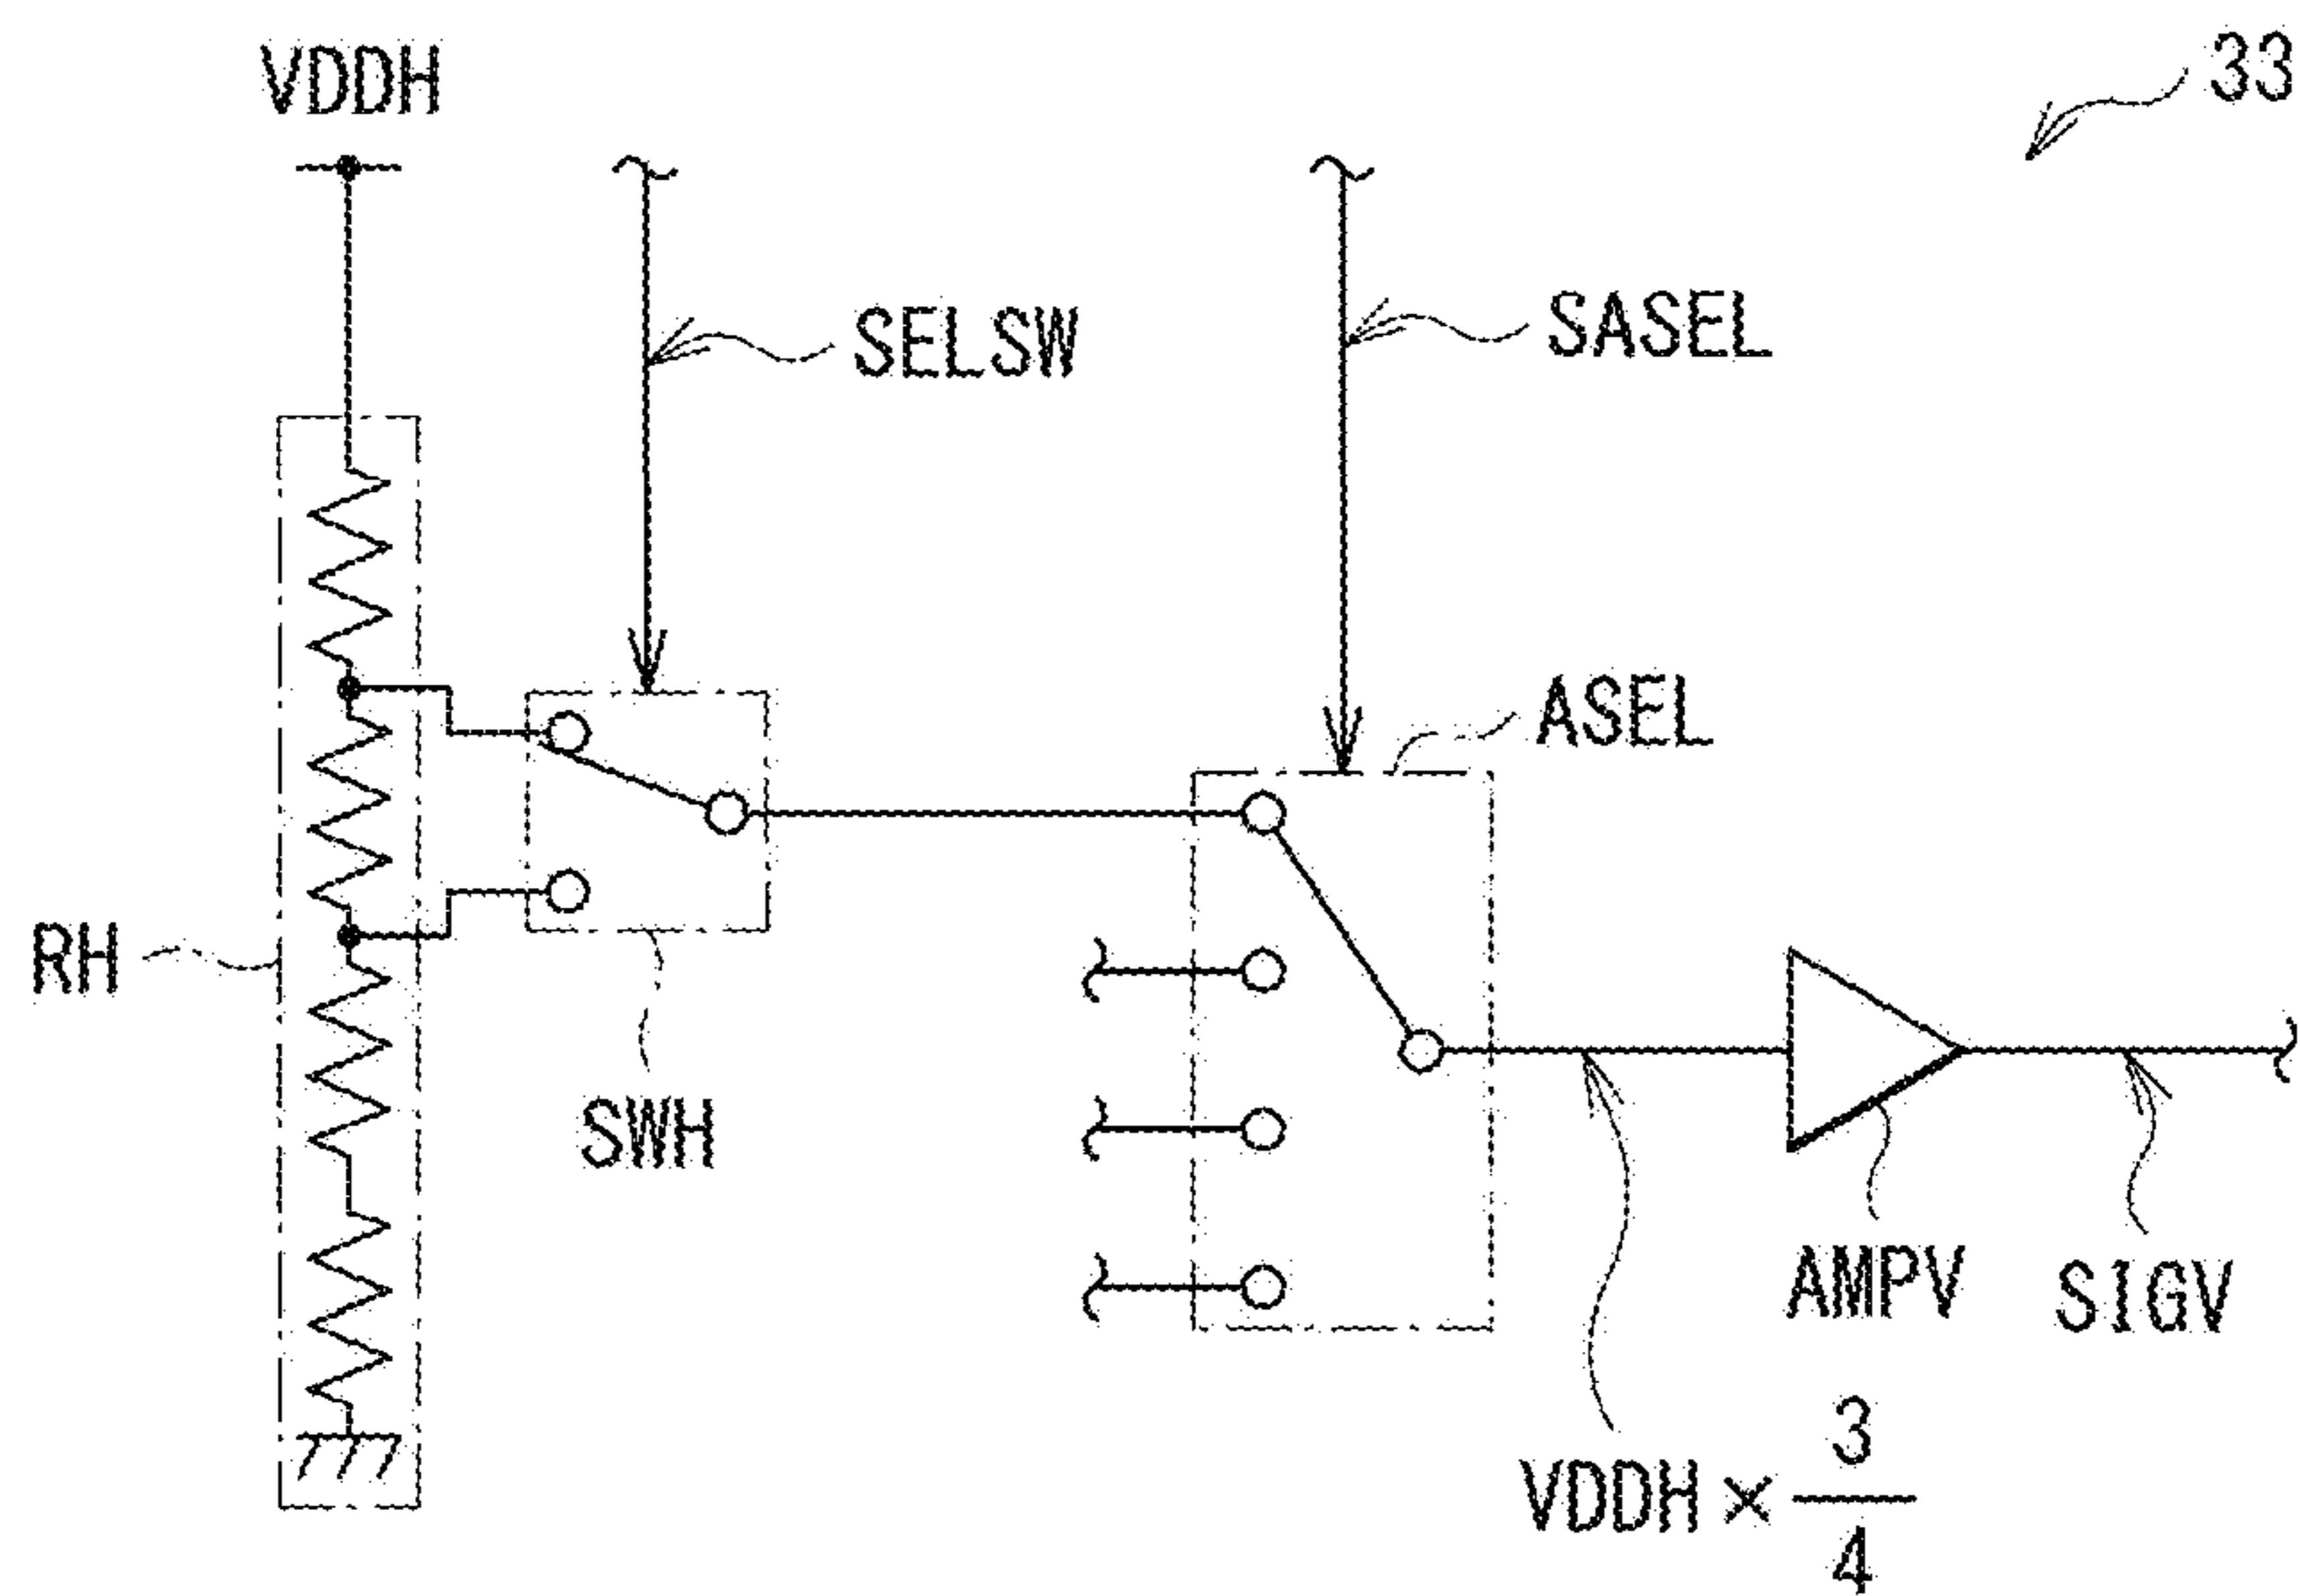 VDDH
33
SELSW
SASEL
ASEL
RH
SWH
AMPV
SIGV
VDDH × 3/4